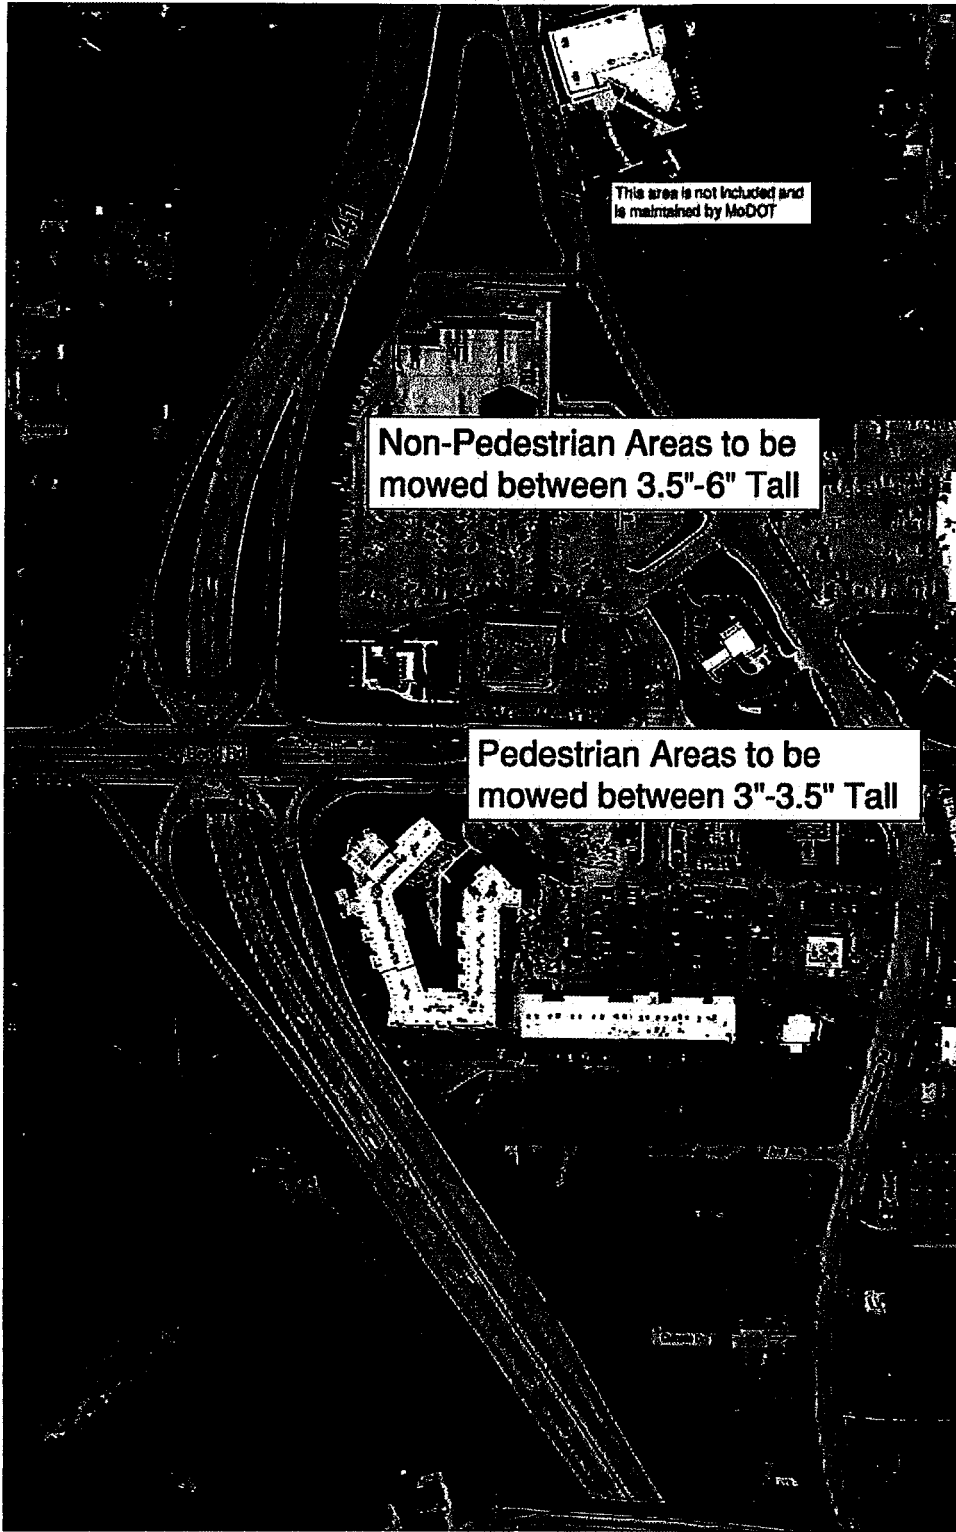 This area is not included and
is maintained by MoDOT
141
Non-Pedestrian Areas to be
mowed between 3.5"-6" Tall
Pedestrian Areas to be
mowed between 3"-3.5" Tall